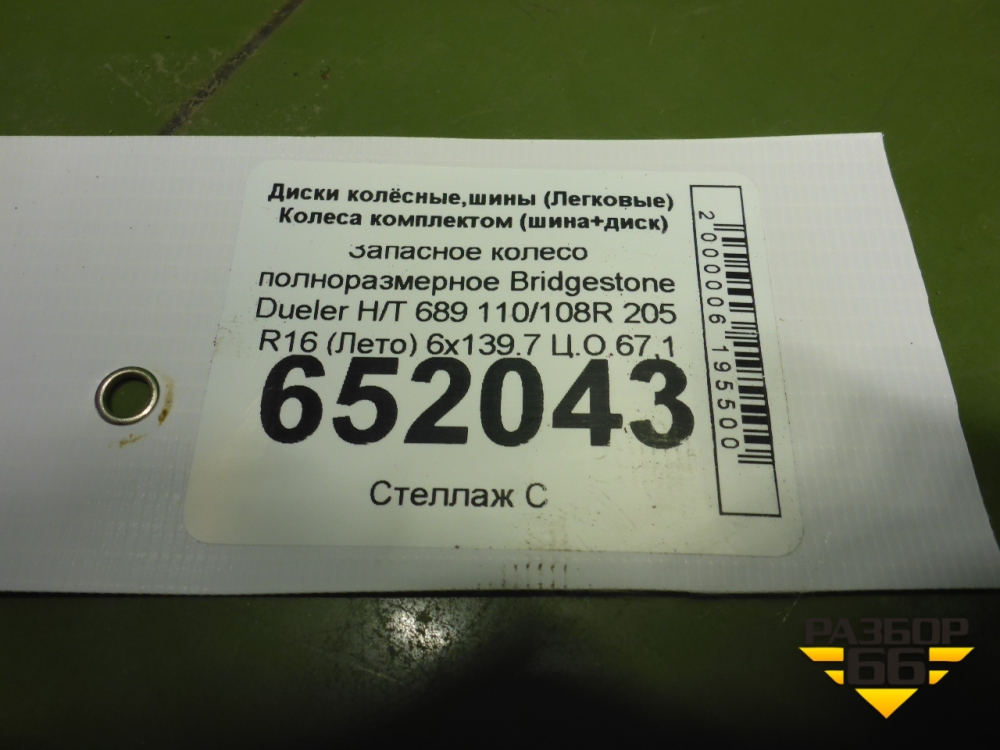 Диски колёсные,шины (Легковые)
Колеса комплектом (шина+диск)
Запасное колесо
полноразмерное Bridgestone
Dueler H/T 689 110/108R 205
R16 (Лето) 6x139.7 Ц.О.67,1
652043
Стеллаж С
2000006195500
РАЗБОР
66